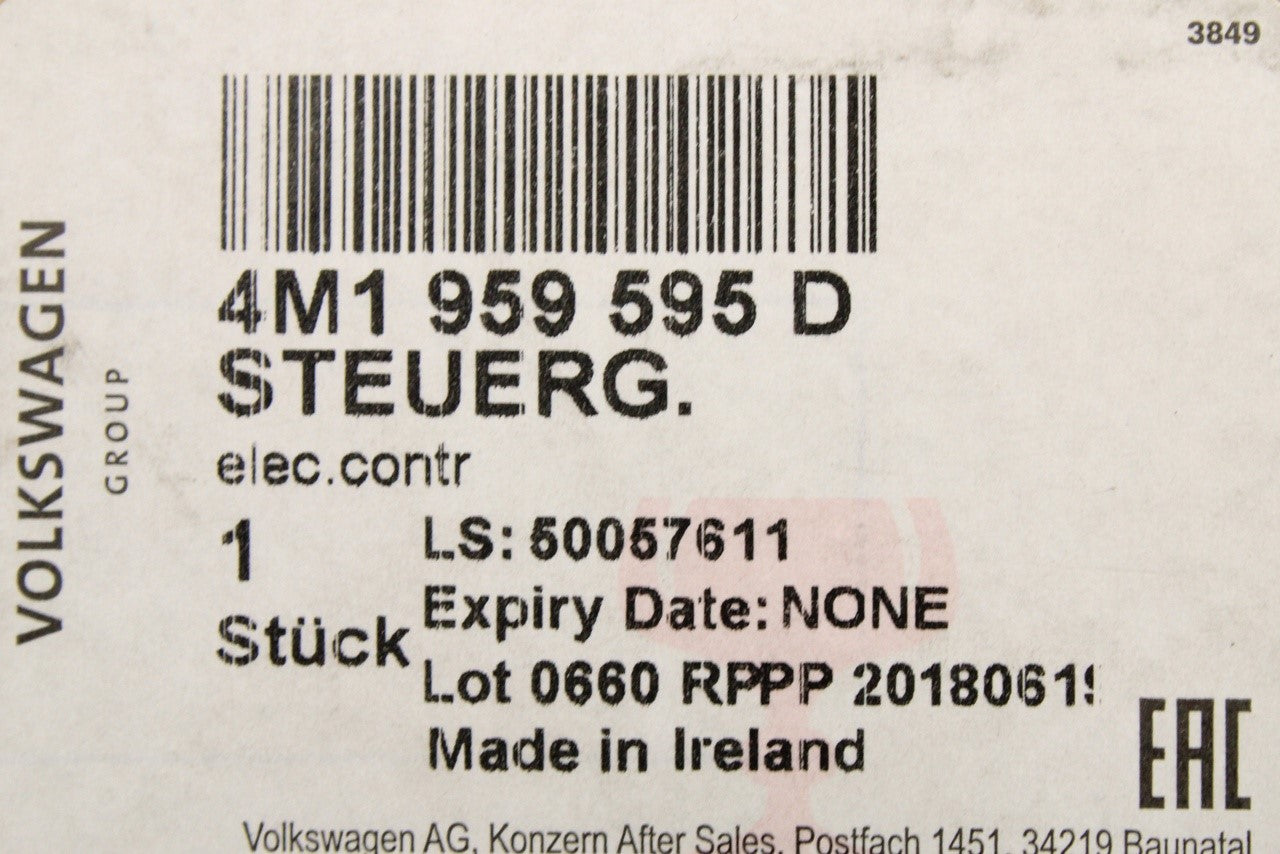 3849
VOLKSWAGEN
GROUP
4M1 959 595 D
STEUERG.
elec.contr
1
Stück
LS: 50057611
Expiry Date: NONE
Lot 0660 RPPP 2018061
Made in Ireland
EAC
Volkswagen AG, Konzern After Sales, Postfach 1451, 34219 Baunatal